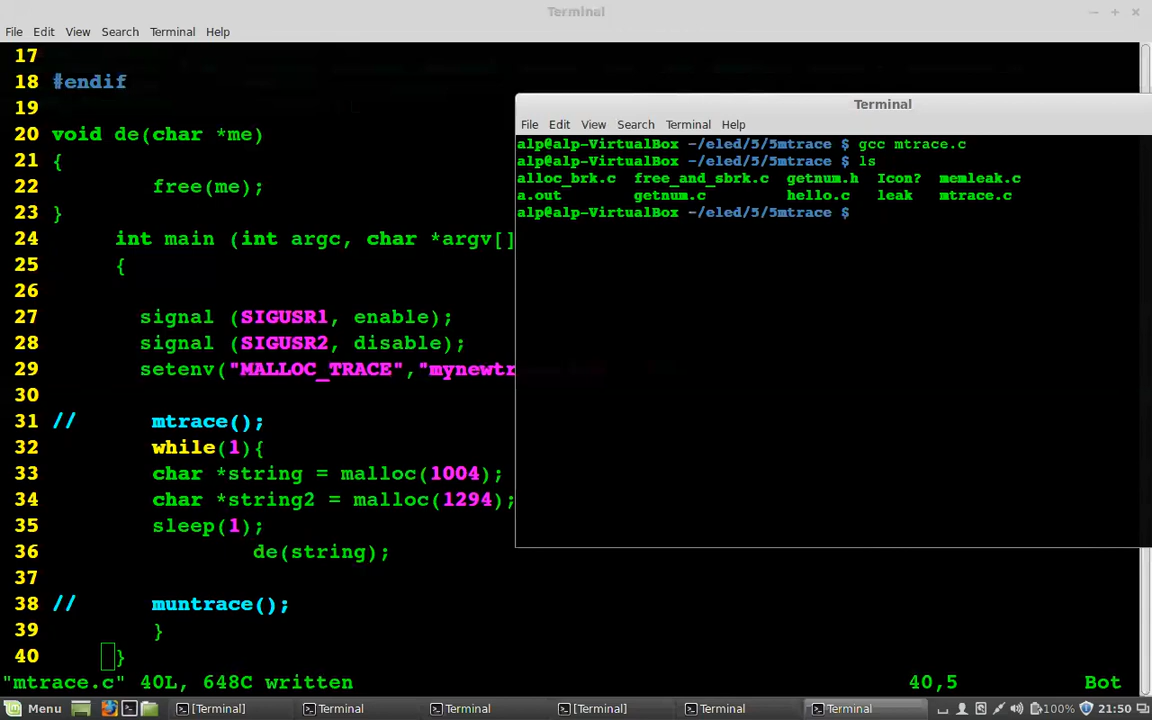 Terminal
File Edit View Search Terminal Help
17
18 #endif
19
20 void de(char *me)
21 {
22 free(me);
23 }
24 int main (int argc, char *argv[]
25 {
26
27 signal (SIGUSR1, enable);
28 signal (SIGUSR2, disable);
29 setenv("MALLOC_TRACE","mynewtr
30
31 // mtrace();
32 while(1){
33 char *string = malloc(1004);
34 char *string2 = malloc(1294);
35 sleep(1);
36 de(string);
37
38 // muntrace();
39 }
40 }
"mtrace.c" 40L, 648C written 40,5 Bot
Terminal
File Edit View Search Terminal Help
alp@alp-VirtualBox ~/eled/5/5mtrace $ gcc mtrace.c
alp@alp-VirtualBox ~/eled/5/5mtrace $ ls
alloc_brk.c free_and_sbrk.c getnum.h Icon? memleak.c
a.out getnum.c hello.c leak mtrace.c
alp@alp-VirtualBox ~/eled/5/5mtrace $
Menu [Terminal] Terminal Terminal [Terminal] Terminal Terminal 100% 21:50